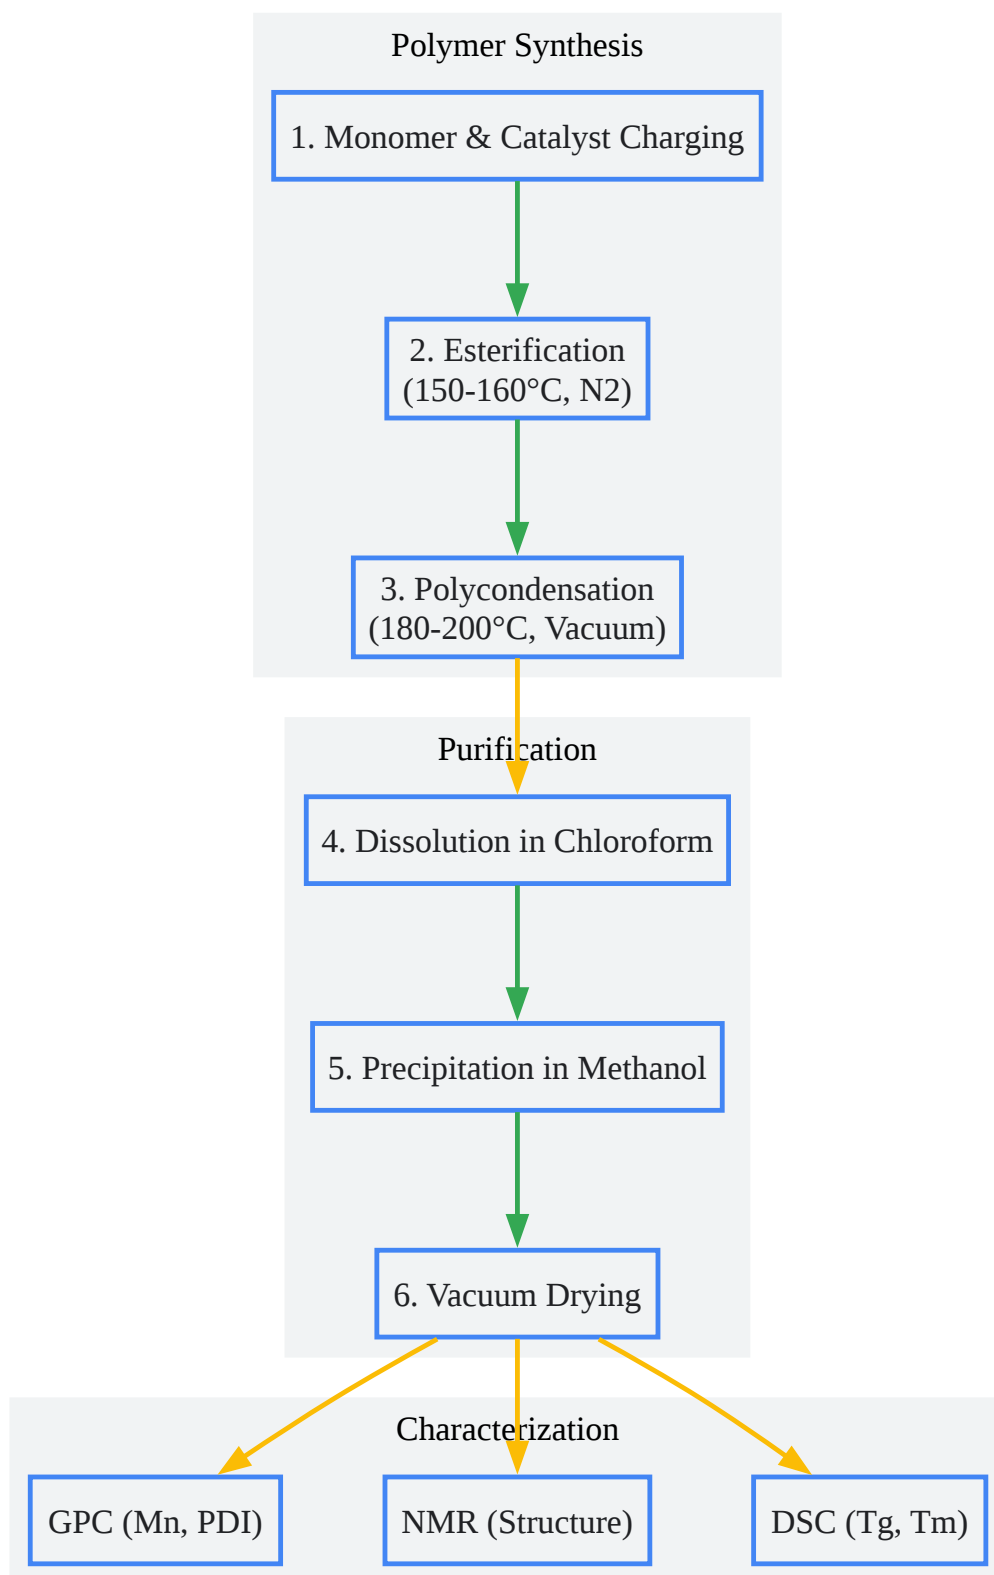 Polymer Synthesis
1. Monomer & Catalyst Charging
2. Esterification
(150-160°C, N2)
3. Polycondensation
(180-200°C, Vacuum)
Purification
4. Dissolution in Chloroform
5. Precipitation in Methanol
6. Vacuum Drying
Characterization
GPC (Mn, PDI)
NMR (Structure)
DSC (Tg, Tm)